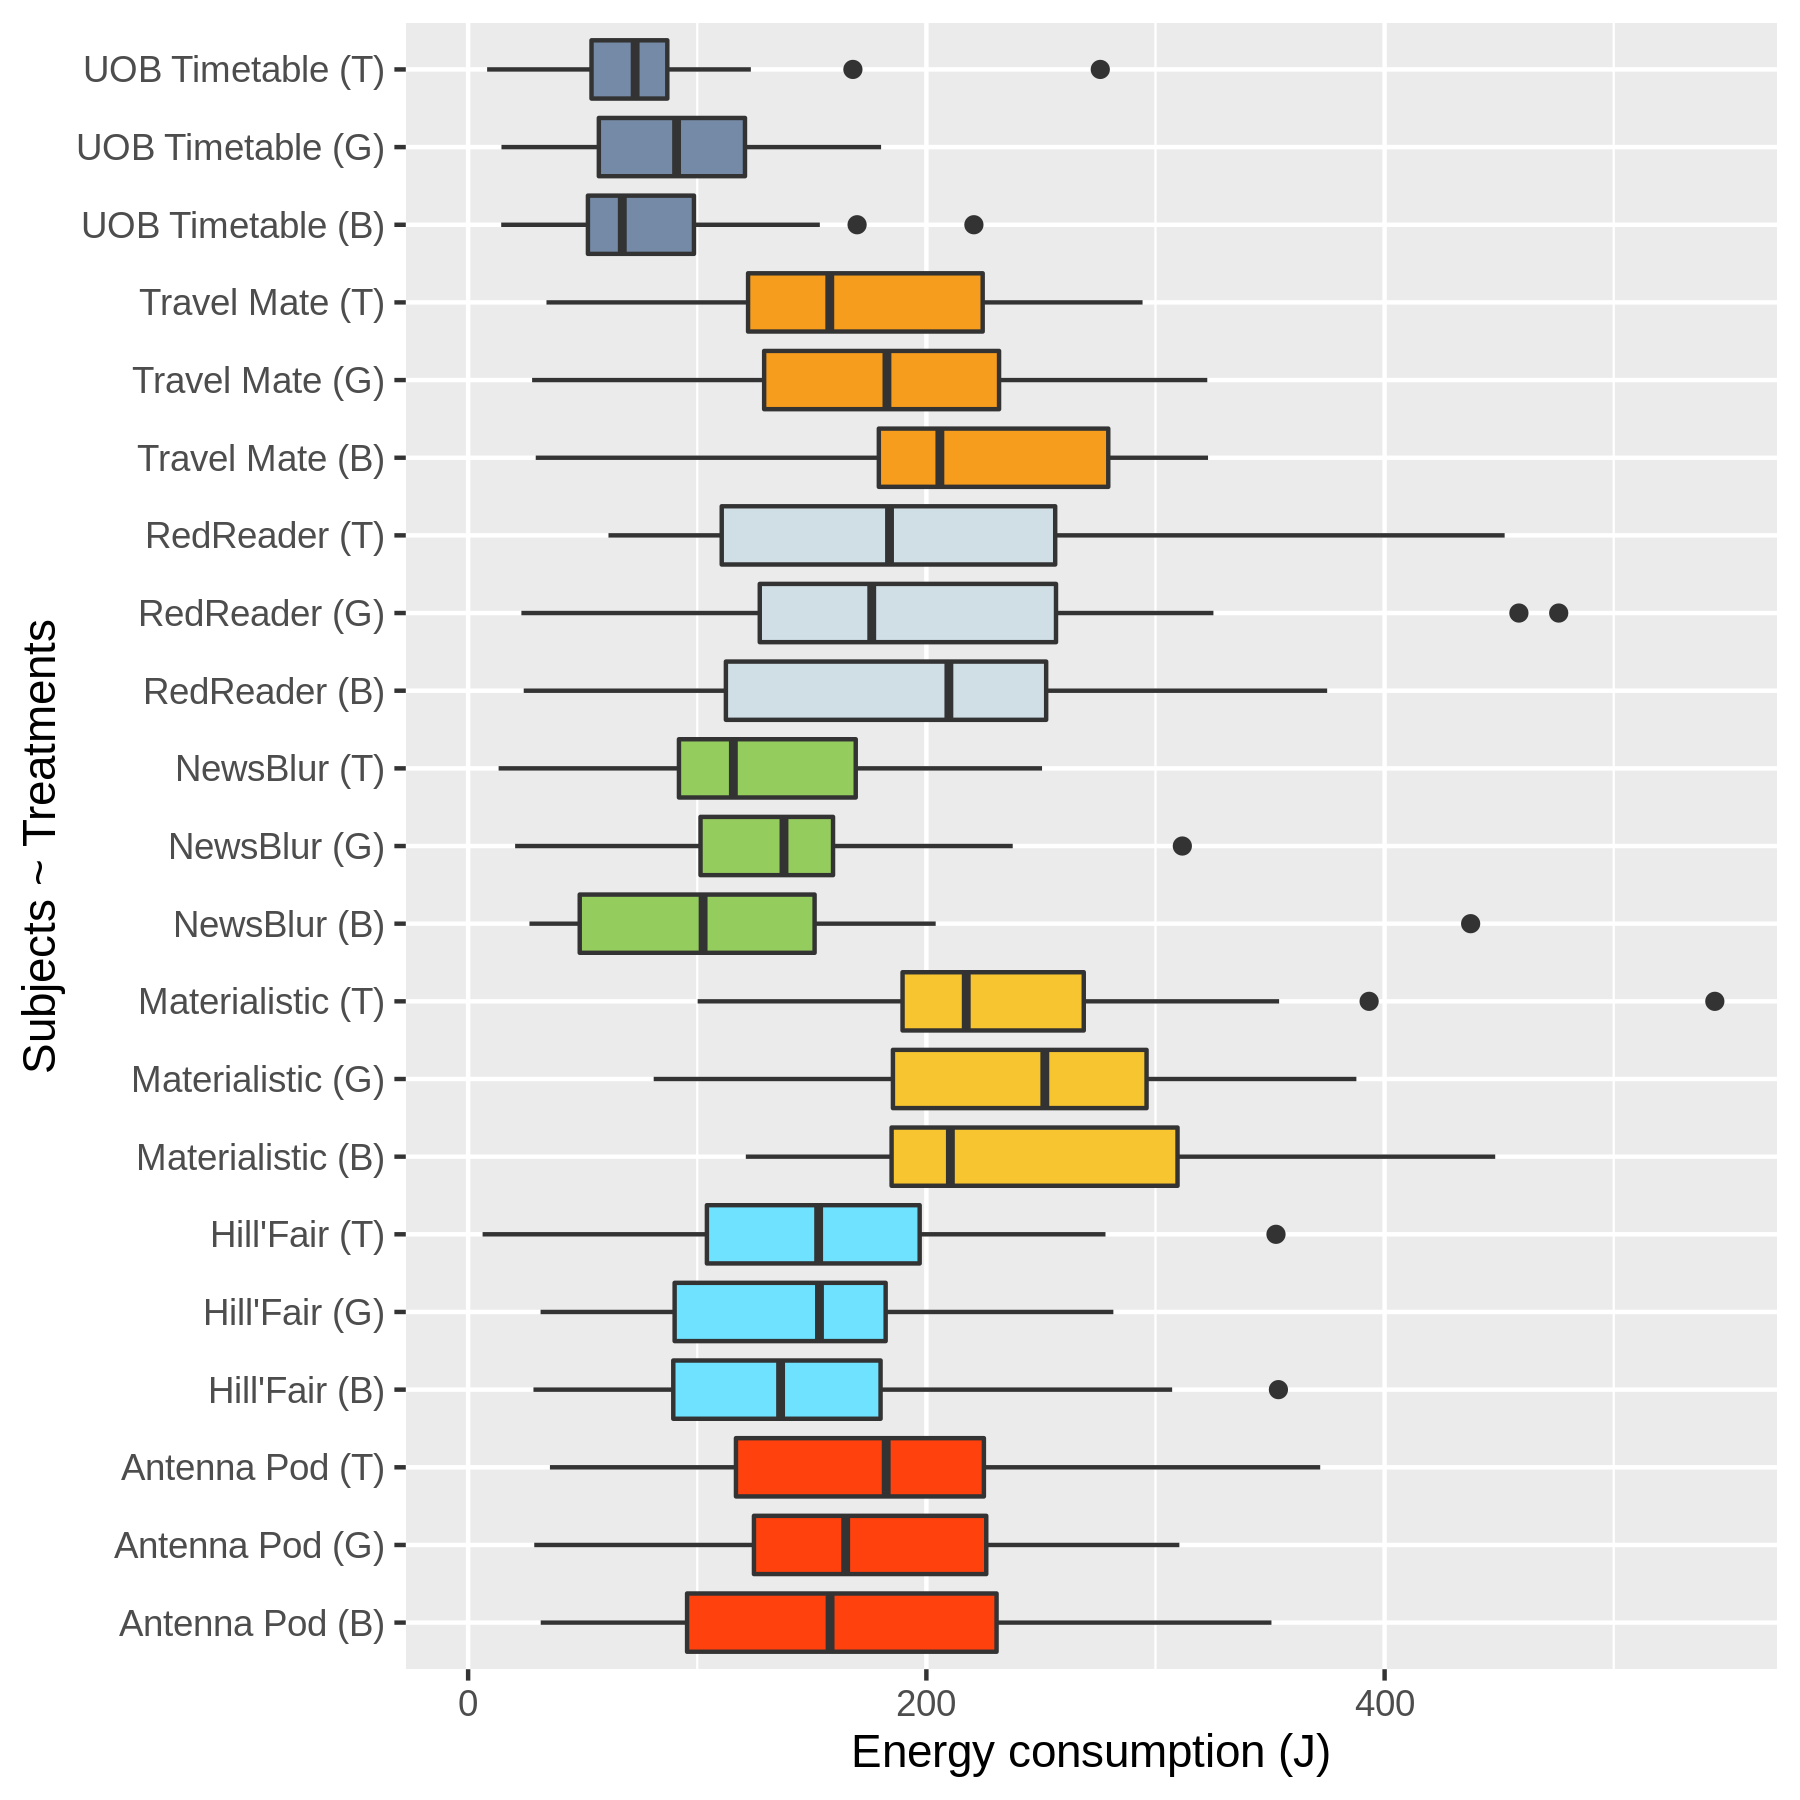 UOB Timetable (T)
UOB Timetable (G)
UOB Timetable (B)
Travel Mate (T)
Travel Mate (G)
Travel Mate (B)
RedReader (T)
RedReader (G)
RedReader (B)
NewsBlur (T)
NewsBlur (G)
NewsBlur (B)
Materialistic (T)
Materialistic (G)
Materialistic (B)
Hill'Fair (T)
Hill'Fair (G)
Hill'Fair (B)
Antenna Pod (T)
Antenna Pod (G)
Antenna Pod (B)
Subjects ~ Treatments
0 200 400
Energy consumption (J)